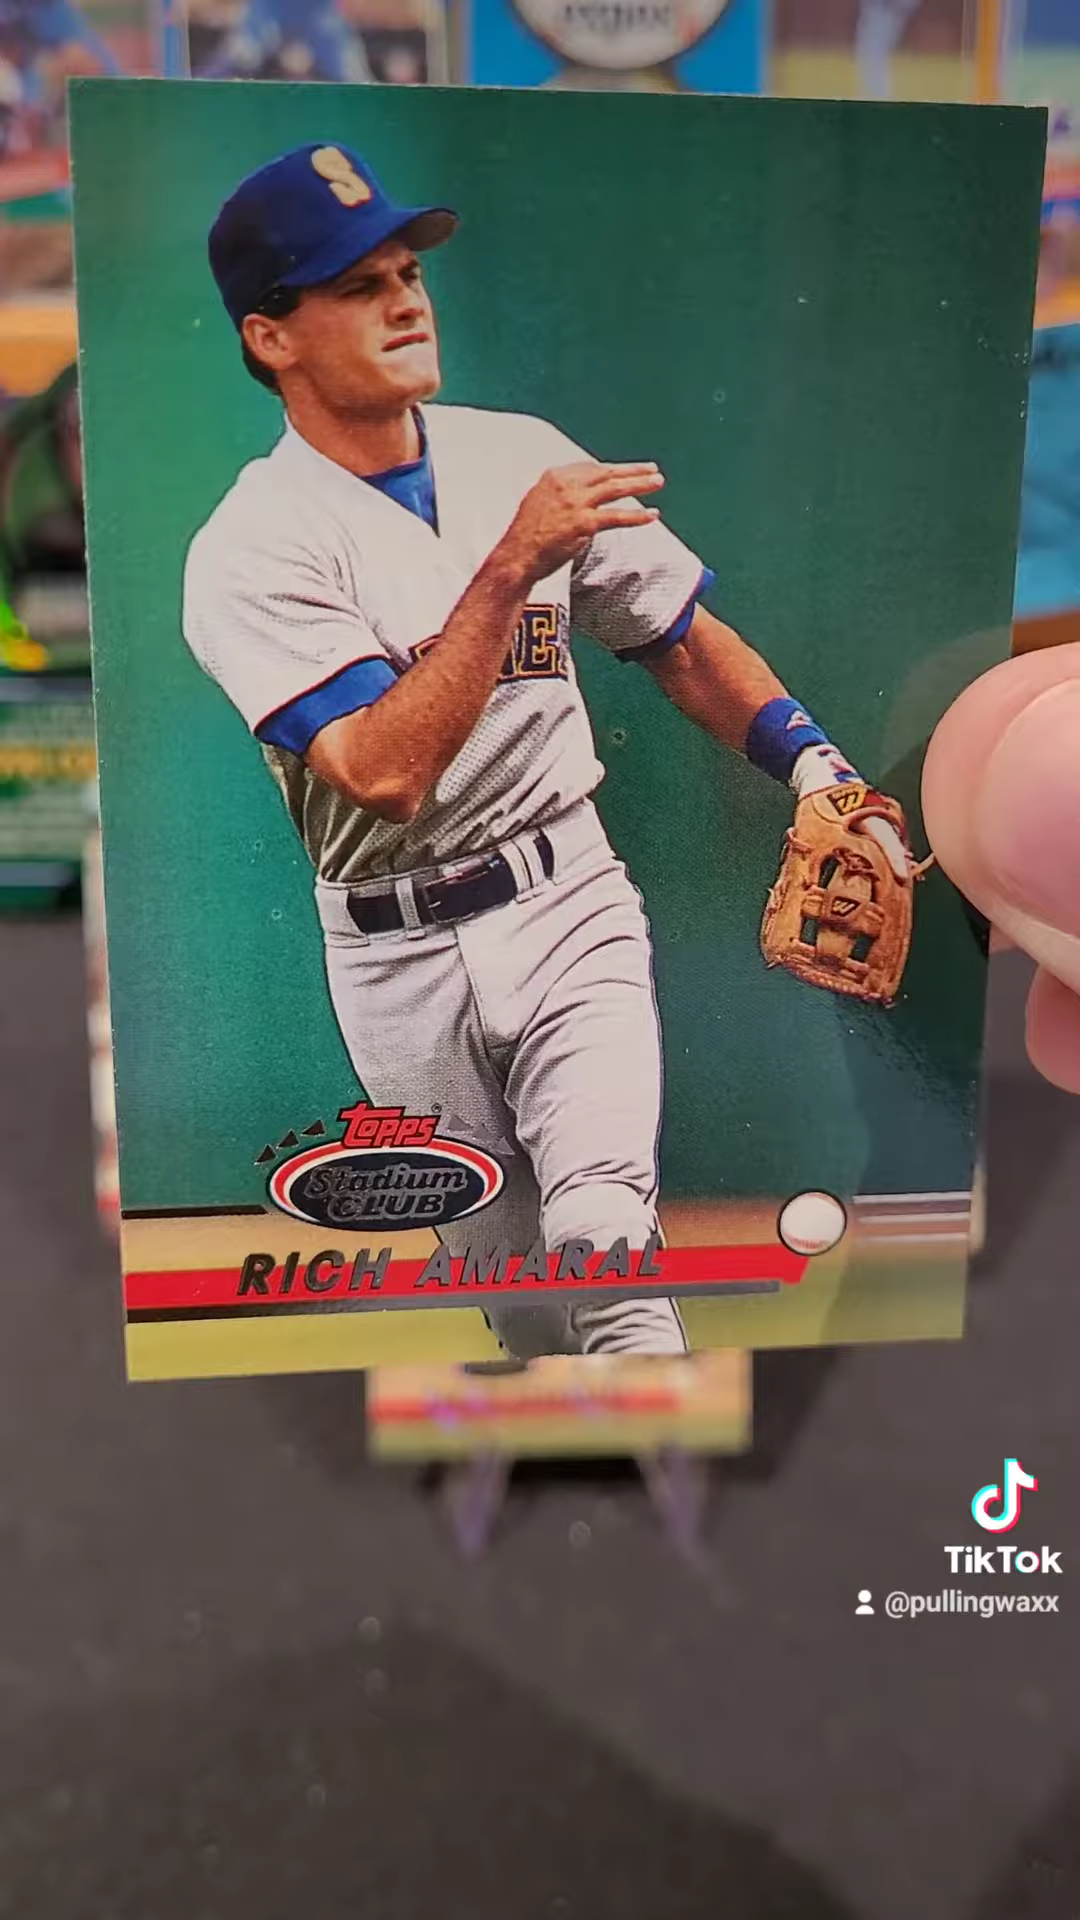 S
TOPPS
Stadium
CLUB
RICH AMARAL
TikTok
@pullingwaxx